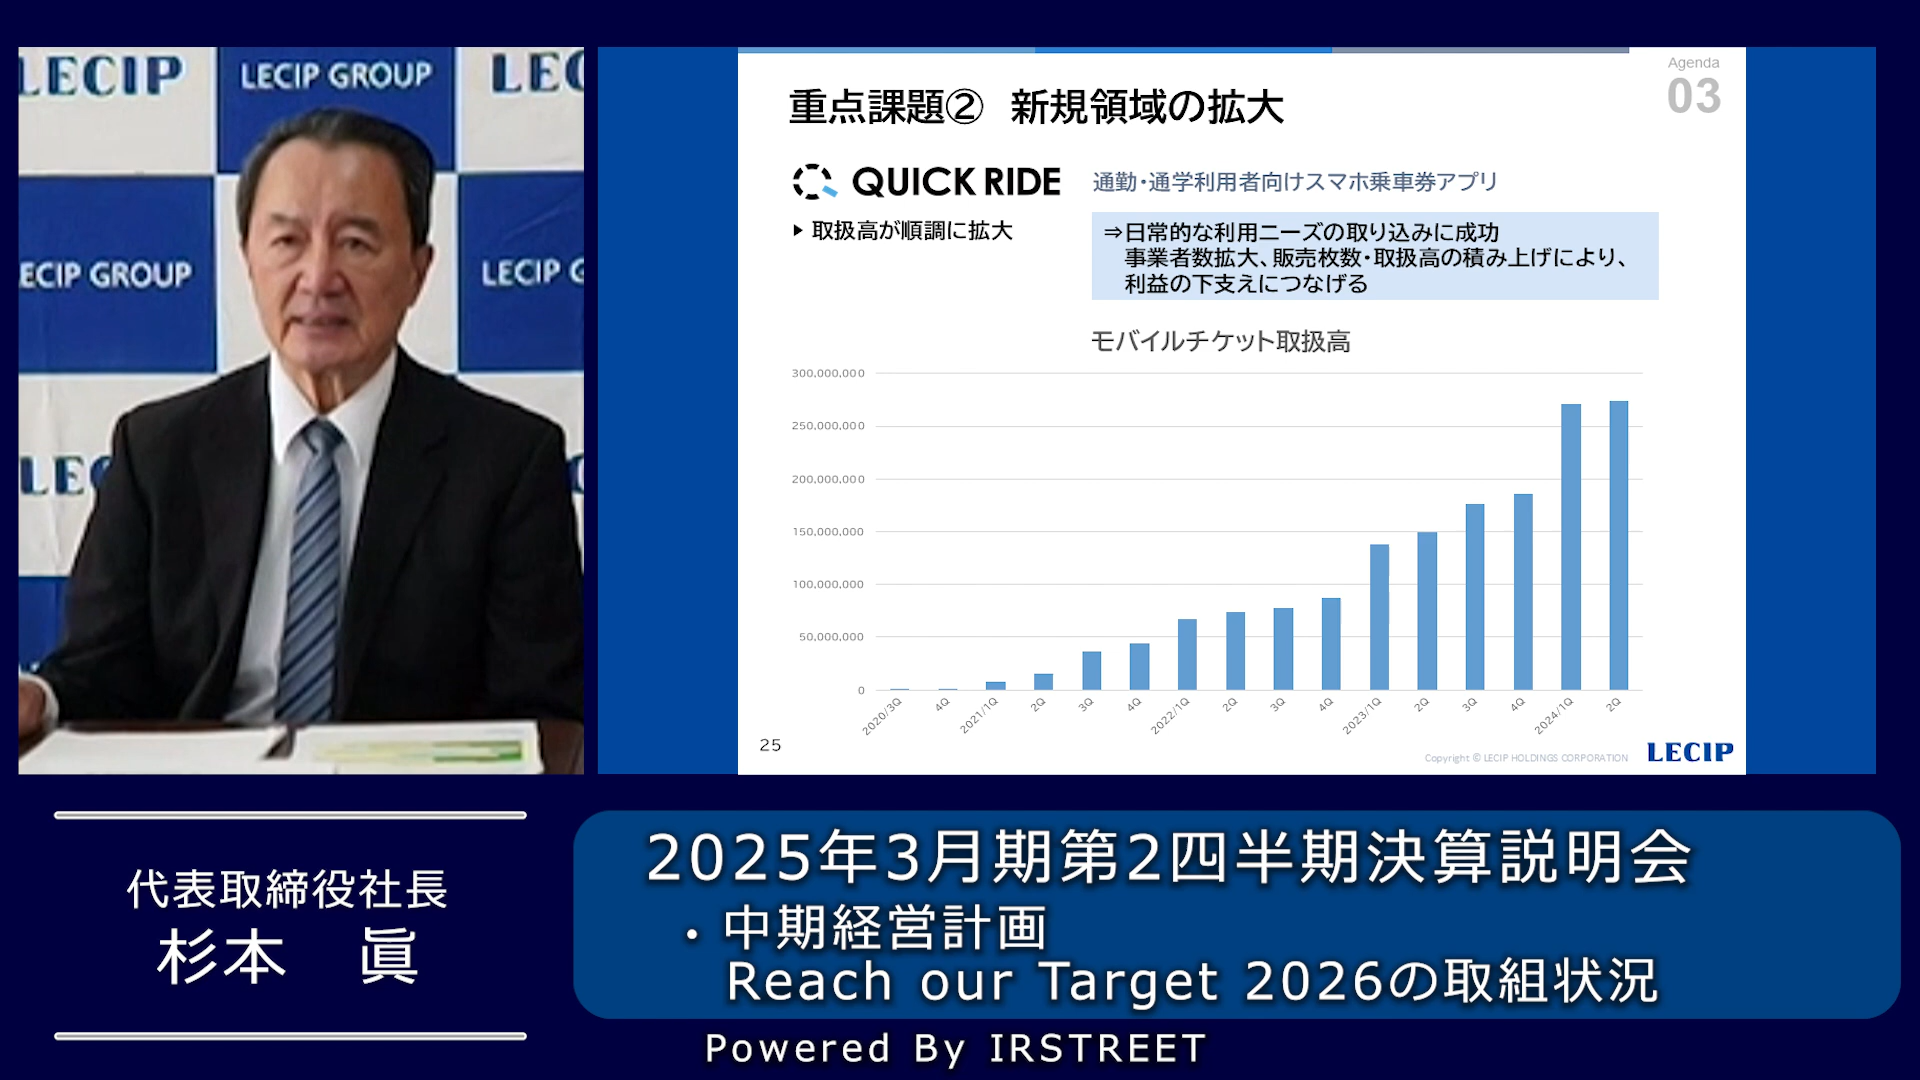 LECIP
LECIP GROUP
LEC
ECIP GROUP
LECIP G
LEC
Agenda
03
重点課題② 新規領域の拡大
QUICK RIDE
通勤・通学利用者向けスマホ乗車券アプリ
▶ 取扱高が順調に拡大
⇒日常的な利用ニーズの取り込みに成功
事業者数拡大、販売枚数・取扱高の積み上げにより、
利益の下支えにつなげる
モバイルチケット取扱高
300,000,000
250,000,000
200,000,000
150,000,000
100,000,000
50,000,000
0
2020/3Q 4Q 2021/1Q 2Q 3Q 4Q 2022/1Q 2Q 3Q 4Q 2023/1Q 2Q 3Q 4Q 2024/1Q 2Q
25
Copyright © LECIP HOLDINGS CORPORATION
LECIP
代表取締役社長
杉本 眞
2025年3月期第2四半期決算説明会
・中期経営計画
Reach our Target 2026の取組状況
Powered By IRSTREET